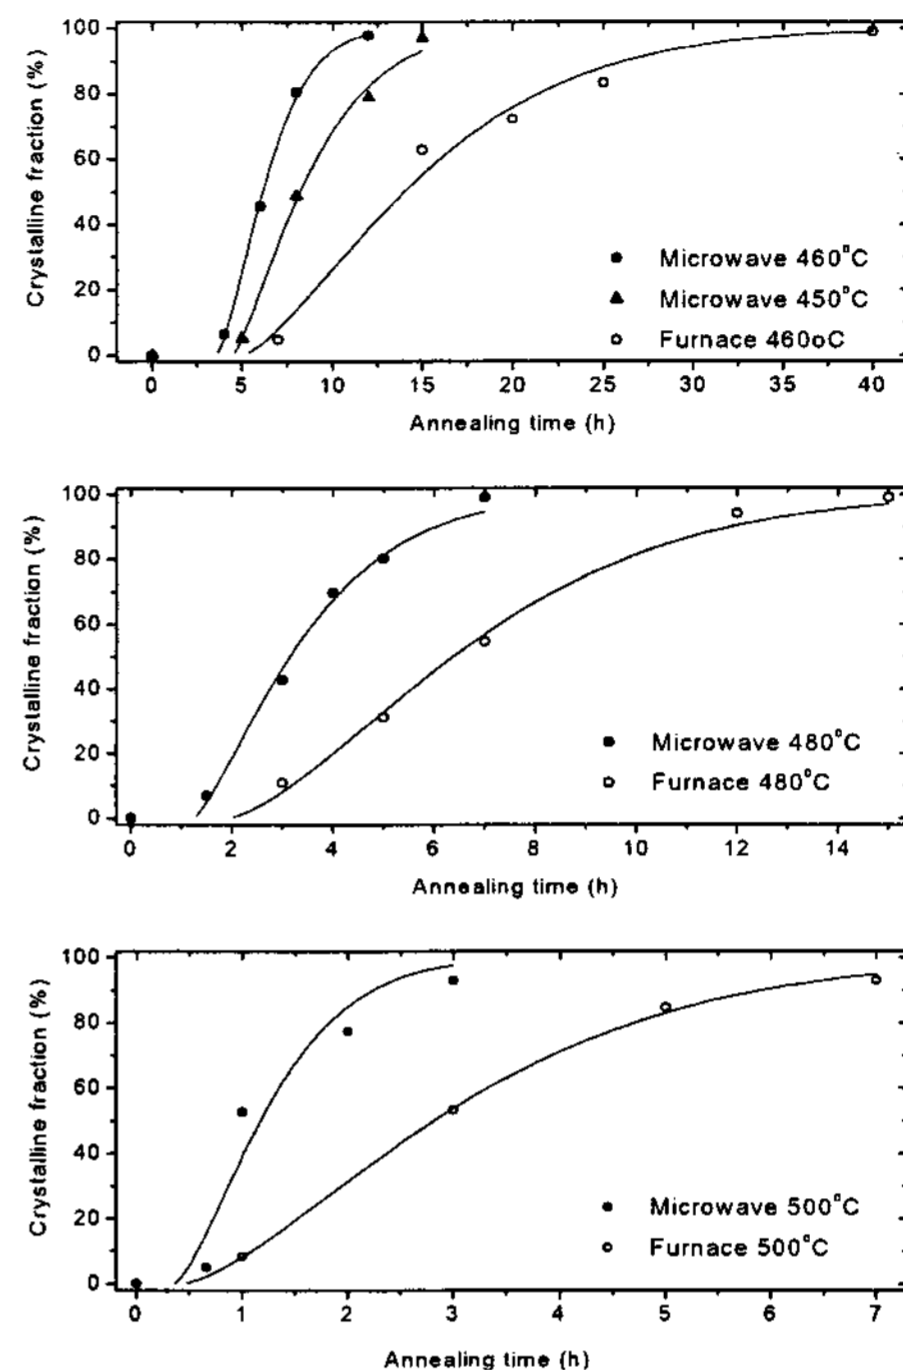 Crystalline fraction (%)
100
80
60
40
20
0
Microwave 460°C
Microwave 450°C
Furnace 460oC
0 5 10 15 20 25 30 35 40
Annealing time (h)
Crystalline fraction (%)
100
80
60
40
20
0
Microwave 480°C
Furnace 480°C
0 2 4 6 8 10 12 14
Annealing time (h)
Crystalline fraction (%)
100
80
60
40
20
0
Microwave 500°C
Furnace 500°C
0 1 2 3 4 5 6 7
Annealing time (h)